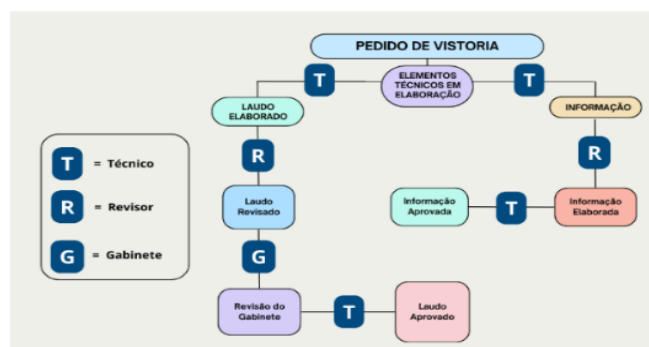 PEDIDO DE VISTORIA
T
ELEMENTOS
TÉCNICOS EM
ELABORAÇÃO
T
LAUDO
ELABORADO
INFORMAÇÃO
R
R
T = Técnico
R = Revisor
G = Gabinete
Laudo
Revisado
Informação
Aprovada
T
Informação
Elaborada
G
Revisão do
Gabinete
T
Laudo
Aprovado